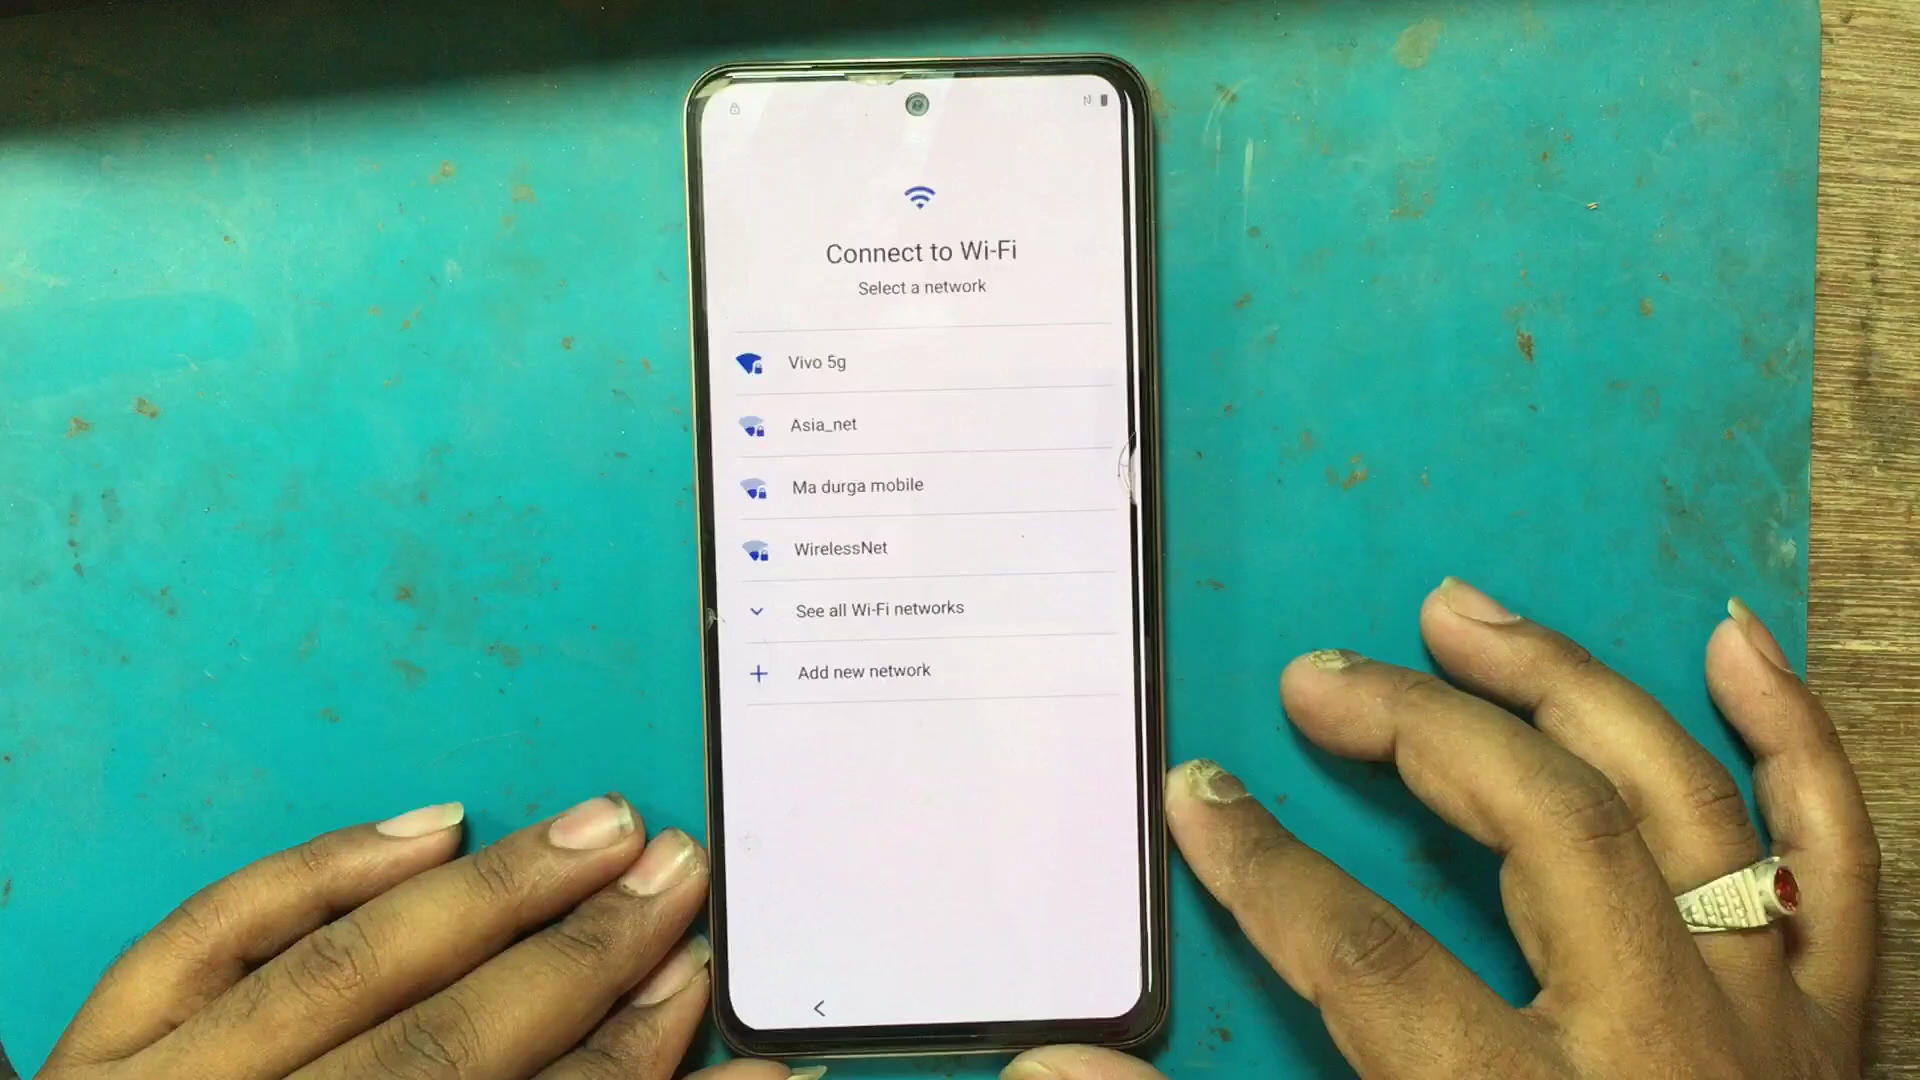 Connect to Wi-Fi
Select a network
Vivo 5g
Asia_net
Ma durga mobile
WirelessNet
See all Wi-Fi networks
Add new network